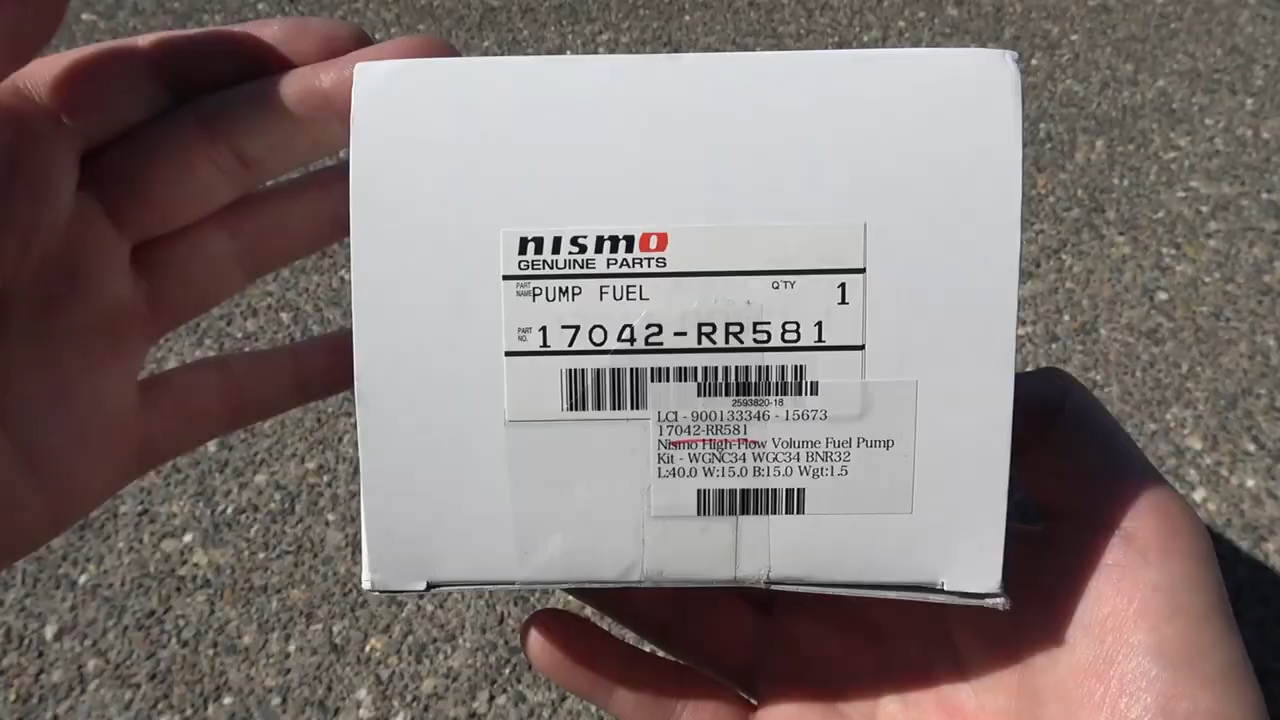 nismo
GENUINE PARTS
PART NAME PUMP FUEL Q'TY 1
PART NO. 17042-RR581
2593820-18
LCI - 900133346 - 15673
17042-RR581
Nismo High-Flow Volume Fuel Pump
Kit - WGNC34 WGC34 BNR32
L:40.0 W:15.0 B:15.0 Wgt:1.5